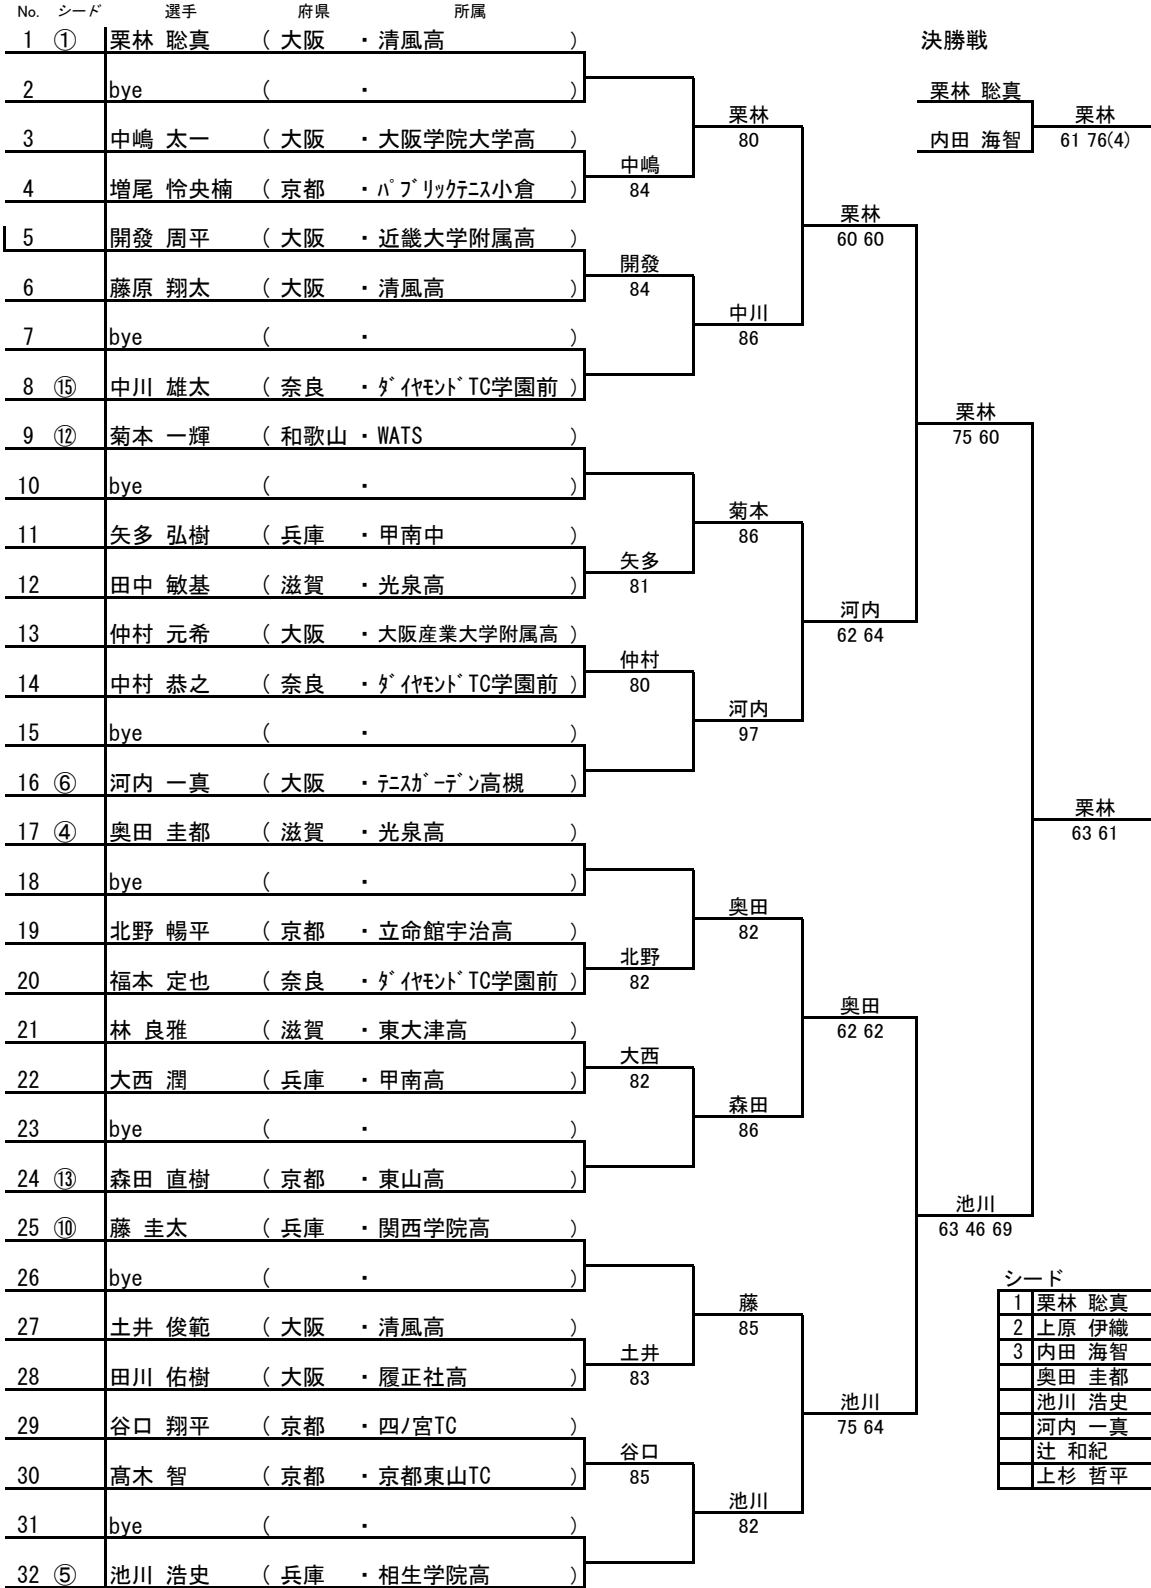 No. シード 選手 府県 所属
1 ① 栗林 聡真 ( 大阪 ・ 清風高 )
決勝戦
2 bye ( ・ )
栗林 聡真
栗林
栗林
3 中嶋 太一 ( 大阪 ・ 大阪学院大学高 )
80
内田 海智
61 76(4)
中嶋
4 増尾 怜央楠 ( 京都 ・ パブリックテニス小倉 )
84
栗林
5 開發 周平 ( 大阪 ・ 近畿大学附属高 )
60 60
開發
6 藤原 翔太 ( 大阪 ・ 清風高 )
84
中川
7 bye ( ・ )
86
8 ⑮ 中川 雄太 ( 奈良 ・ ダイヤモンドTC学園前 )
栗林
9 ⑫ 菊本 一輝 ( 和歌山 ・ WATS )
75 60
10 bye ( ・ )
菊本
11 矢多 弘樹 ( 兵庫 ・ 甲南中 )
86
矢多
12 田中 敏基 ( 滋賀 ・ 光泉高 )
81
河内
13 仲村 元希 ( 大阪 ・ 大阪産業大学附属高 )
62 64
仲村
14 中村 恭之 ( 奈良 ・ ダイヤモンドTC学園前 )
80
河内
15 bye ( ・ )
97
16 ⑥ 河内 一真 ( 大阪 ・ テニスガーデン高槻 )
栗林
17 ④ 奥田 圭都 ( 滋賀 ・ 光泉高 )
63 61
18 bye ( ・ )
奥田
19 北野 暢平 ( 京都 ・ 立命館宇治高 )
82
北野
20 福本 定也 ( 奈良 ・ ダイヤモンドTC学園前 )
82
奥田
21 林 良雅 ( 滋賀 ・ 東大津高 )
62 62
大西
22 大西 潤 ( 兵庫 ・ 甲南高 )
82
森田
23 bye ( ・ )
86
24 ⑬ 森田 直樹 ( 京都 ・ 東山高 )
池川
25 ⑩ 藤 圭太 ( 兵庫 ・ 関西学院高 )
63 46 69
26 bye ( ・ )
藤
27 土井 俊範 ( 大阪 ・ 清風高 )
85
土井
28 田川 佑樹 ( 大阪 ・ 履正社高 )
83
池川
29 谷口 翔平 ( 京都 ・ 四ノ宮TC )
75 64
谷口
30 髙木 智 ( 京都 ・ 京都東山TC )
85
池川
31 bye ( ・ )
82
32 ⑤ 池川 浩史 ( 兵庫 ・ 相生学院高 )
シード
1 栗林 聡真
2 上原 伊織
3 内田 海智
奥田 圭都
池川 浩史
河内 一真
辻 和紀
上杉 哲平